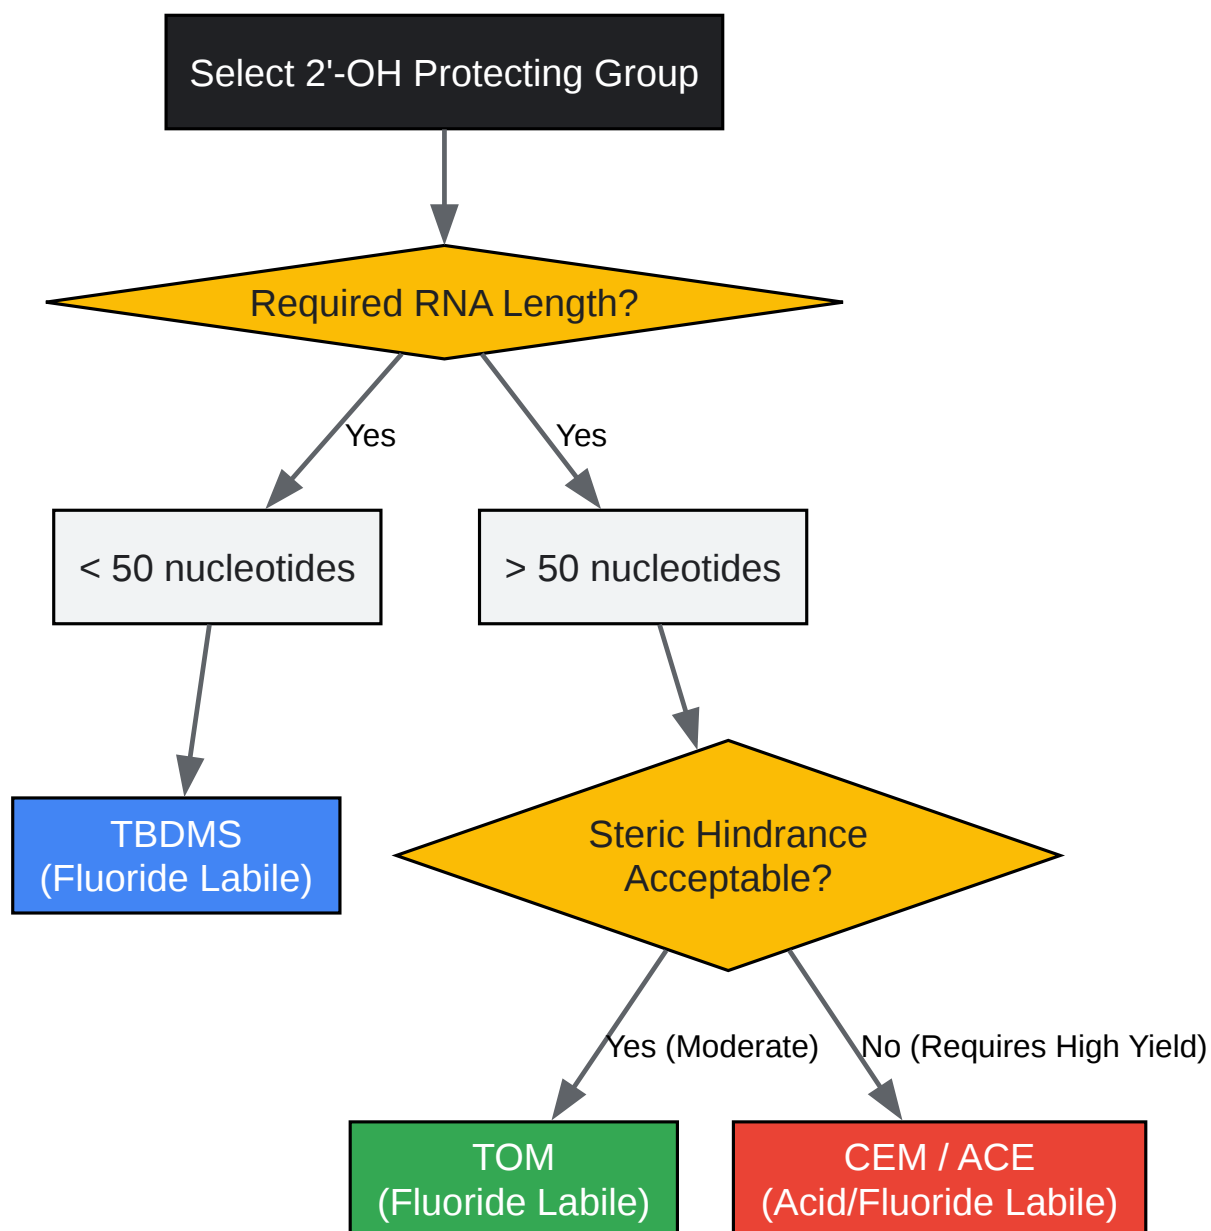 Select 2'-OH Protecting Group
Required RNA Length?
Yes
Yes
< 50 nucleotides
> 50 nucleotides
TBDMS
(Fluoride Labile)
Steric Hindrance
Acceptable?
Yes (Moderate)
No (Requires High Yield)
TOM
(Fluoride Labile)
CEM / ACE
(Acid/Fluoride Labile)